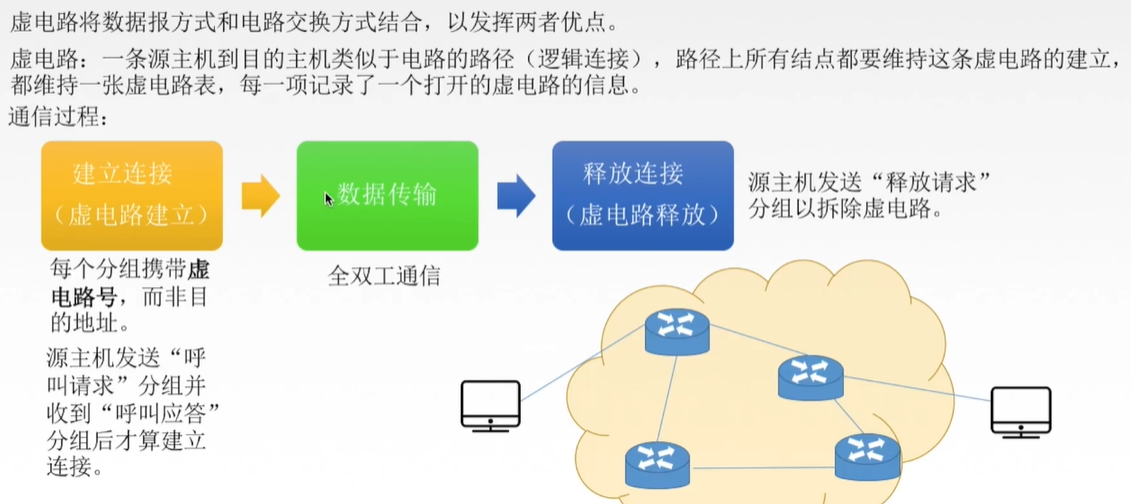 虚电路将数据报方式和电路交换方式结合，以发挥两者优点。
虚电路：一条源主机到目的主机类似于电路的路径（逻辑连接），路径上所有结点都要维持这条虚电路的建立，
都维持一张虚电路表，每一项记录了一个打开的虚电路的信息。
通信过程：
建立连接
（虚电路建立）
数据传输
释放连接
（虚电路释放）
源主机发送“释放请求”
分组以拆除虚电路。
每个分组携带虚
电路号，而非目
的地址。
源主机发送“呼
叫请求”分组并
收到“呼叫应答”
分组后才算建立
连接。
全双工通信